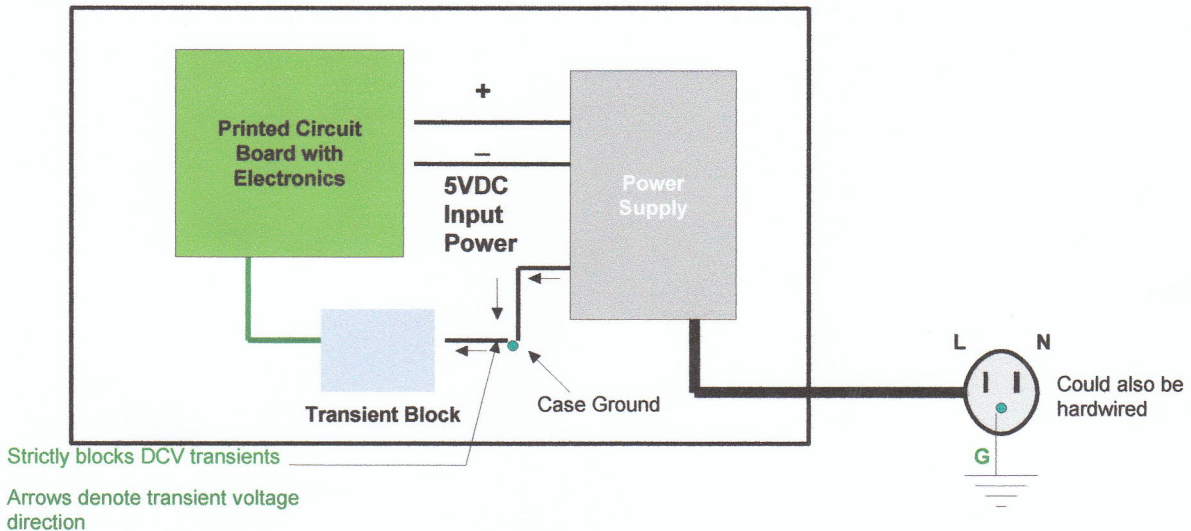 +
Printed Circuit
Board with
Electronics
–
5VDC
Input
Power
Power
Supply
L N
Could also be
hardwired
Case Ground
Transient Block
G
Strictly blocks DCV transients
Arrows denote transient voltage
direction